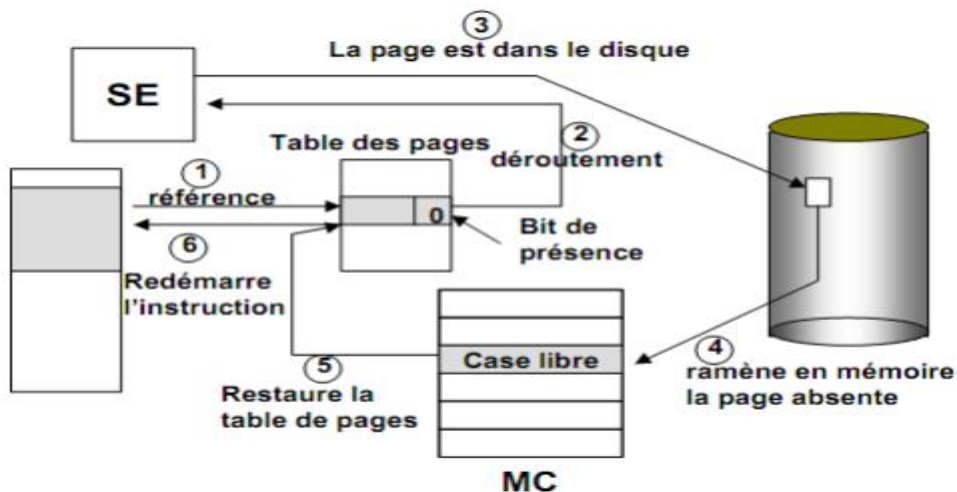 3
La page est dans le disque
SE
Table des pages
2
déroutement
1
référence
0
6
Bit de
présence
Redémarre
l'instruction
Case libre
4
ramène en mémoire
la page absente
5
Restaure la
table de pages
MC